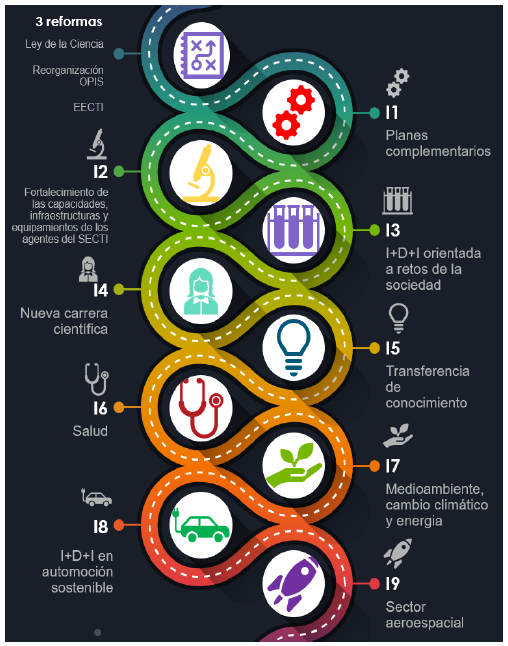 3 reformas
Ley de la Ciencia
Reorganización
OPIS
EECTI
I1
Planes
complementarios
I2
Fortalecimiento de
las capacidades,
infraestructuras y
equipamientos de los
agentes del SECTI
I3
I+D+I orientada
a retos de la
sociedad
I4
Nueva carrera
científica
I5
Transferencia
de
conocimiento
I6
Salud
I7
Medioambiente,
cambio climático
y energia
I8
I+D+I en
automoción
sostenible
I9
Sector
aeroespacial